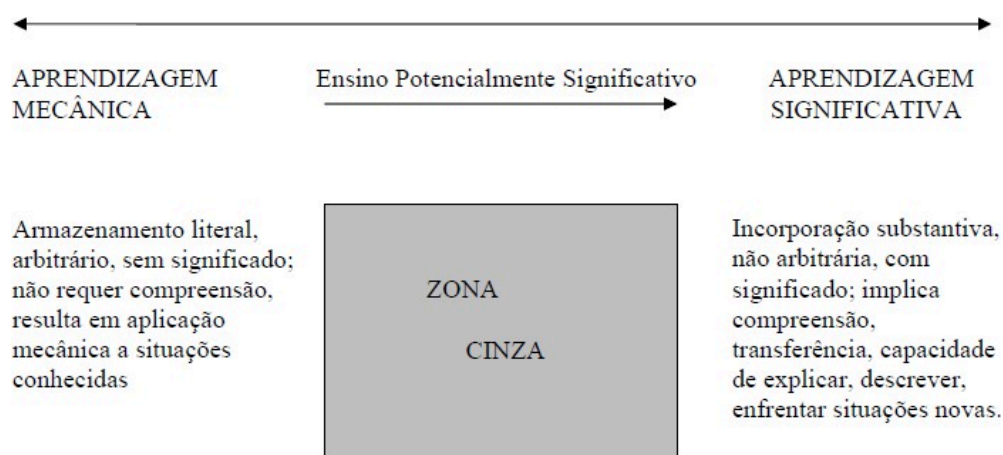 APRENDIZAGEM
MECÂNICA
Ensino Potencialmente Significativo
APRENDIZAGEM
SIGNIFICATIVA
Armazenamento literal,
arbitrário, sem significado;
não requer compreensão,
resulta em aplicação
mecânica a situações
conhecidas
ZONA
CINZA
Incorporação substantiva,
não arbitrária, com
significado; implica
compreensão,
transferência, capacidade
de explicar, descrever,
enfrentar situações novas.